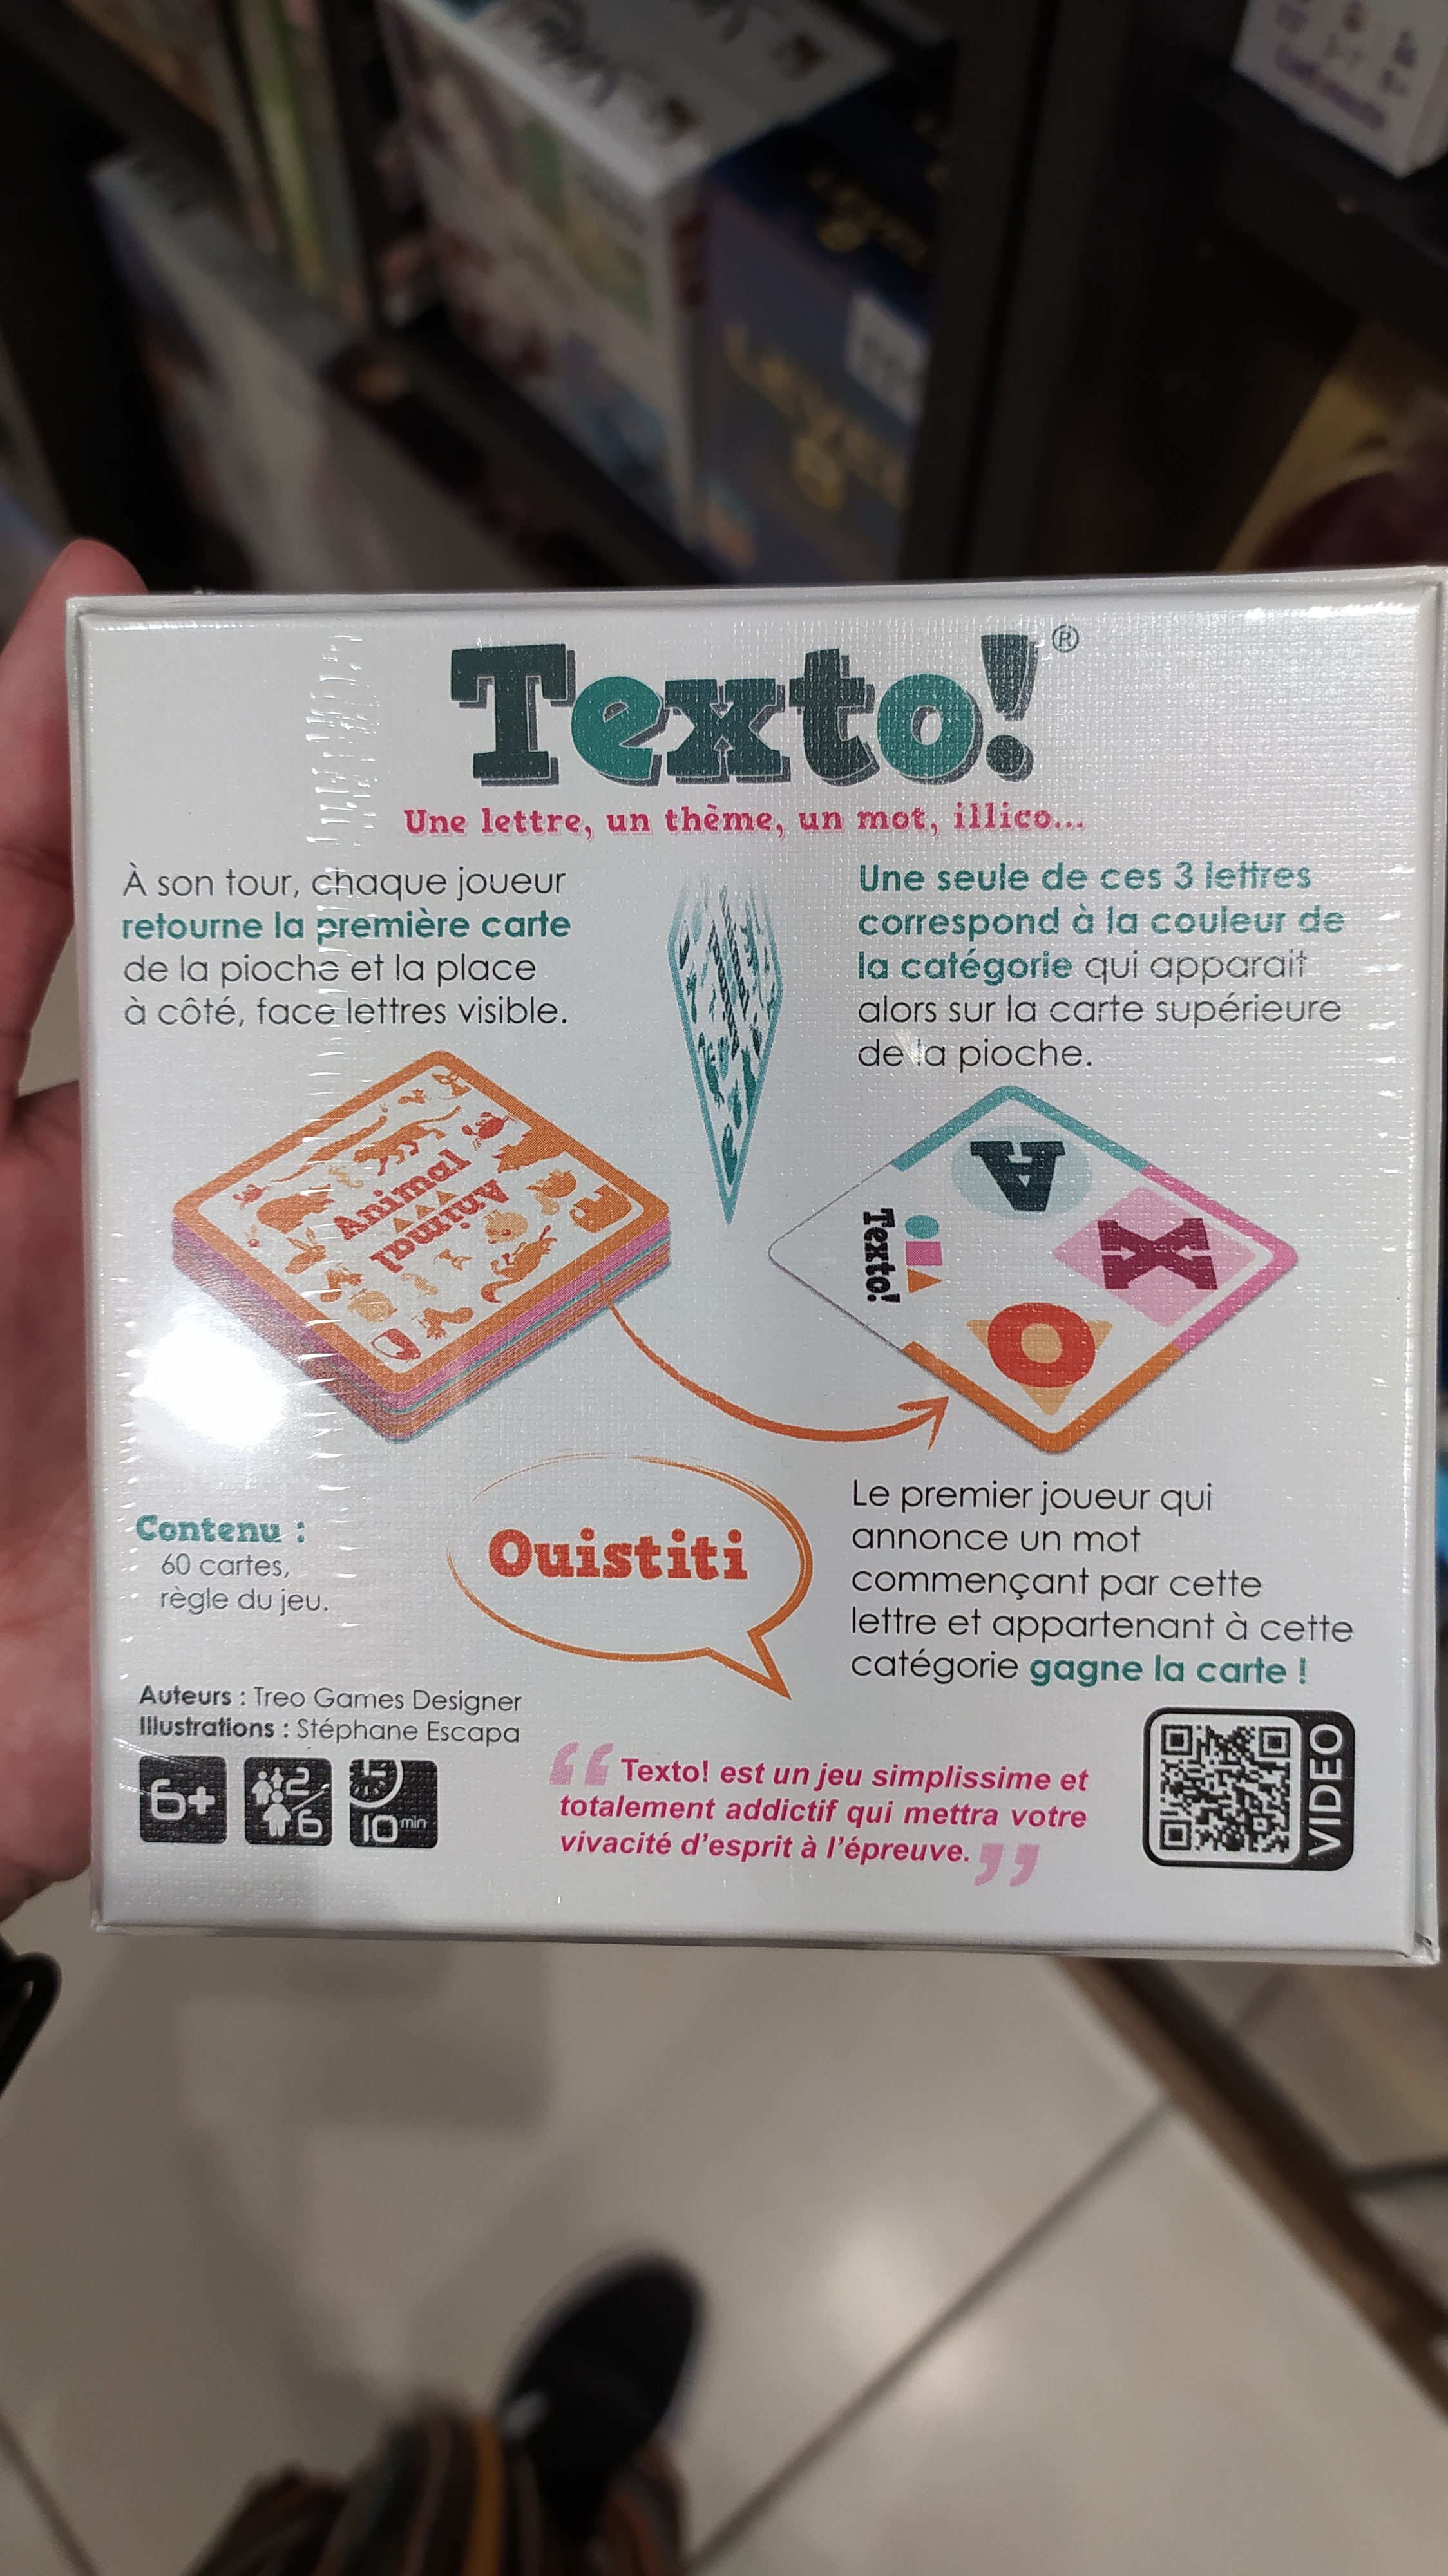 Texto!®
Une lettre, un thème, un mot, illico...
À son tour, chaque joueur
retourne la première carte
de la pioche et la place
à côté, face lettres visible.
Une seule de ces 3 lettres
correspond à la couleur de
la catégorie qui apparait
alors sur la carte supérieure
de la pioche.
Animal
Animal
A
X
O
Texto!
Ouistiti
Le premier joueur qui
annonce un mot
commençant par cette
lettre et appartenant à cette
catégorie gagne la carte !
Contenu :
60 cartes,
règle du jeu.
Auteurs : Treo Games Designer
Illustrations : Stéphane Escapa
6+
2
6
10 min
“ Texto! est un jeu simplissime et
totalement addictif qui mettra votre
vivacité d'esprit à l'épreuve. ”
VIDEO